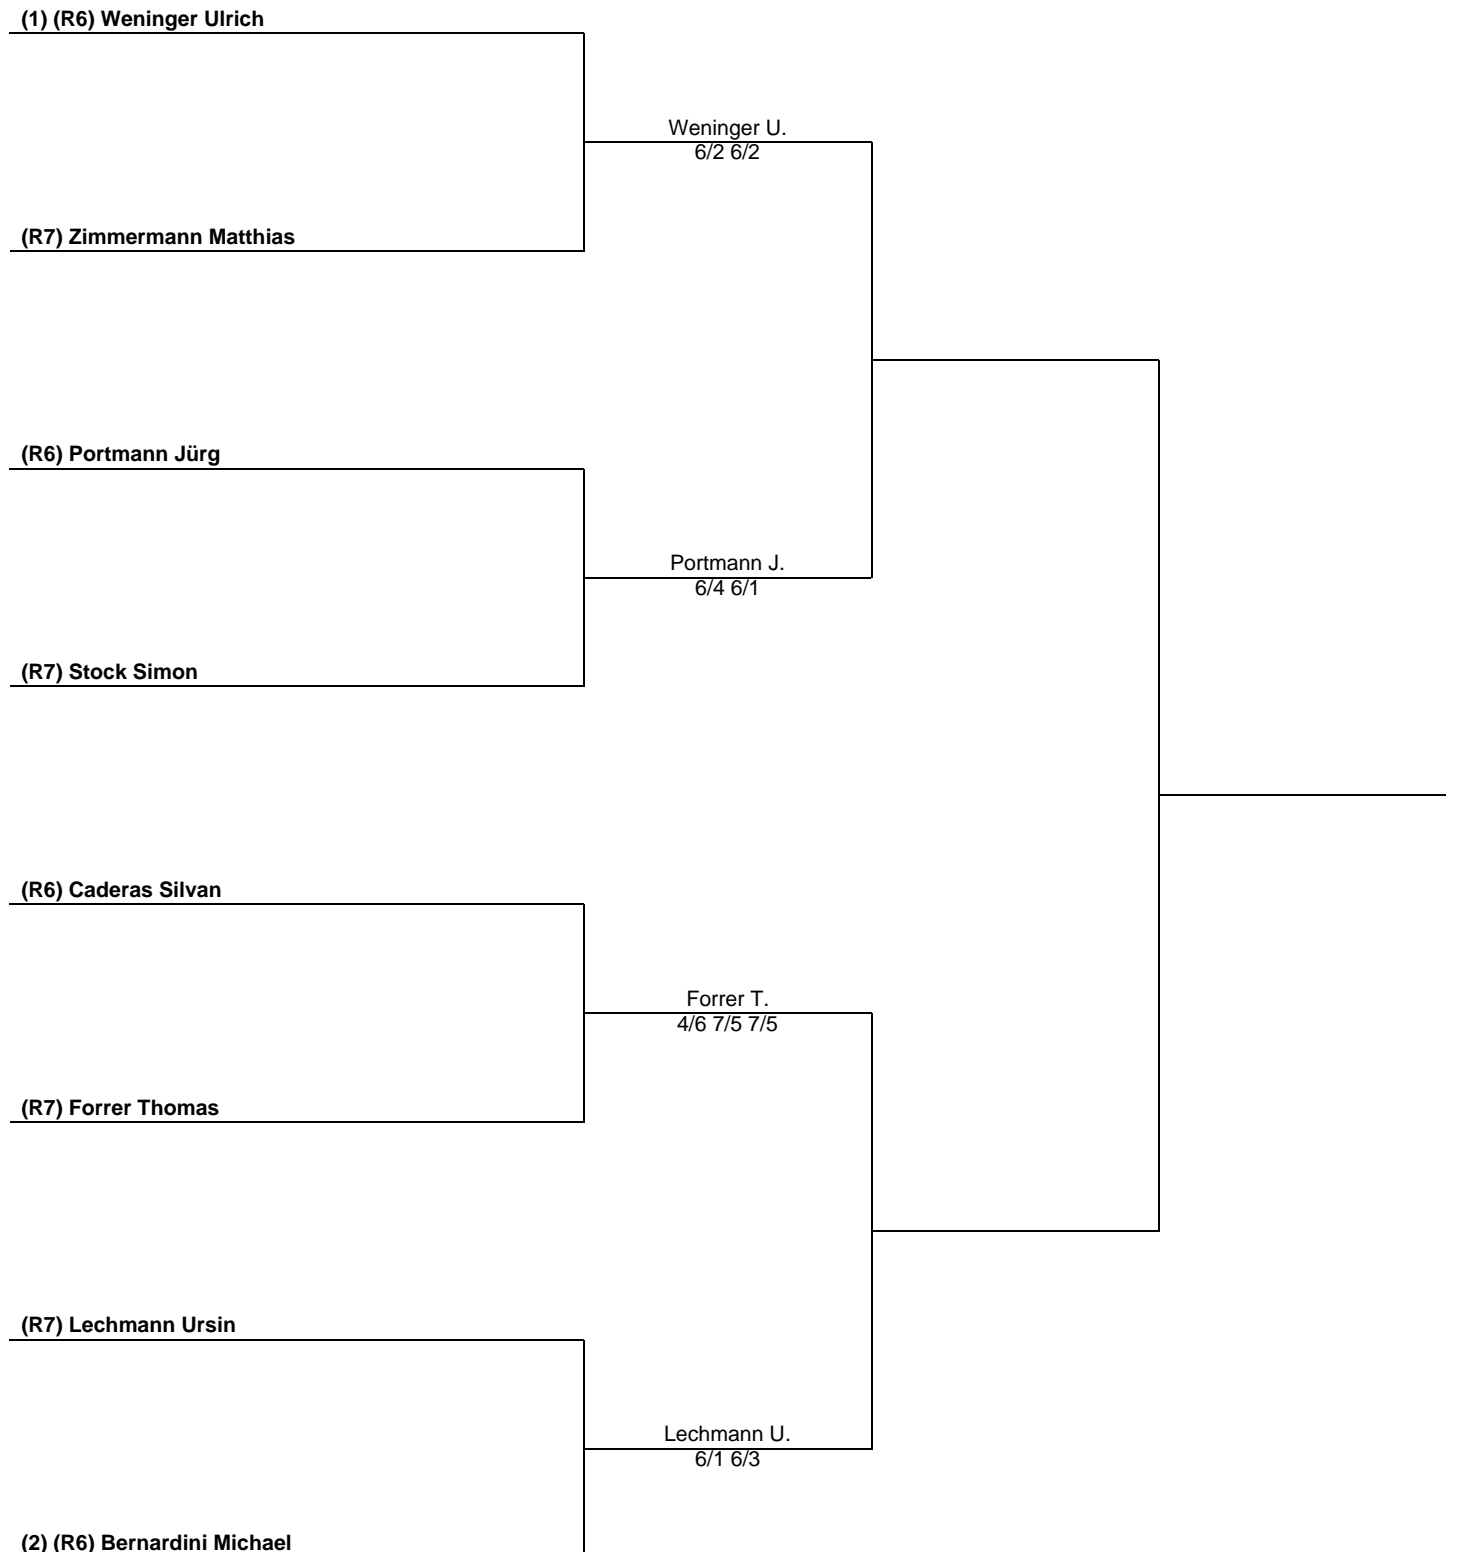 (1) (R6) Weninger Ulrich
Weninger U.
6/2 6/2
(R7) Zimmermann Matthias
(R6) Portmann Jürg
Portmann J.
6/4 6/1
(R7) Stock Simon
(R6) Caderas Silvan
Forrer T.
4/6 7/5 7/5
(R7) Forrer Thomas
(R7) Lechmann Ursin
Lechmann U.
6/1 6/3
(2) (R6) Bernardini Michael